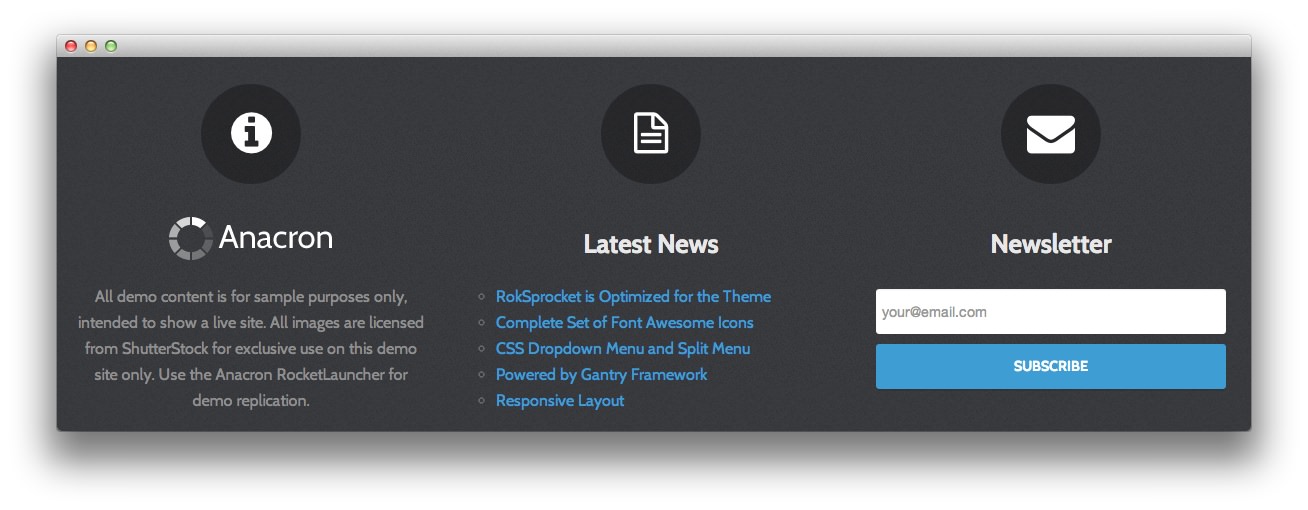 Anacron
All demo content is for sample purposes only,
intended to show a live site. All images are licensed
from ShutterStock for exclusive use on this demo
site only. Use the Anacron RocketLauncher for
demo replication.
Latest News
RokSprocket is Optimized for the Theme
Complete Set of Font Awesome Icons
CSS Dropdown Menu and Split Menu
Powered by Gantry Framework
Responsive Layout
Newsletter
your@email.com
SUBSCRIBE